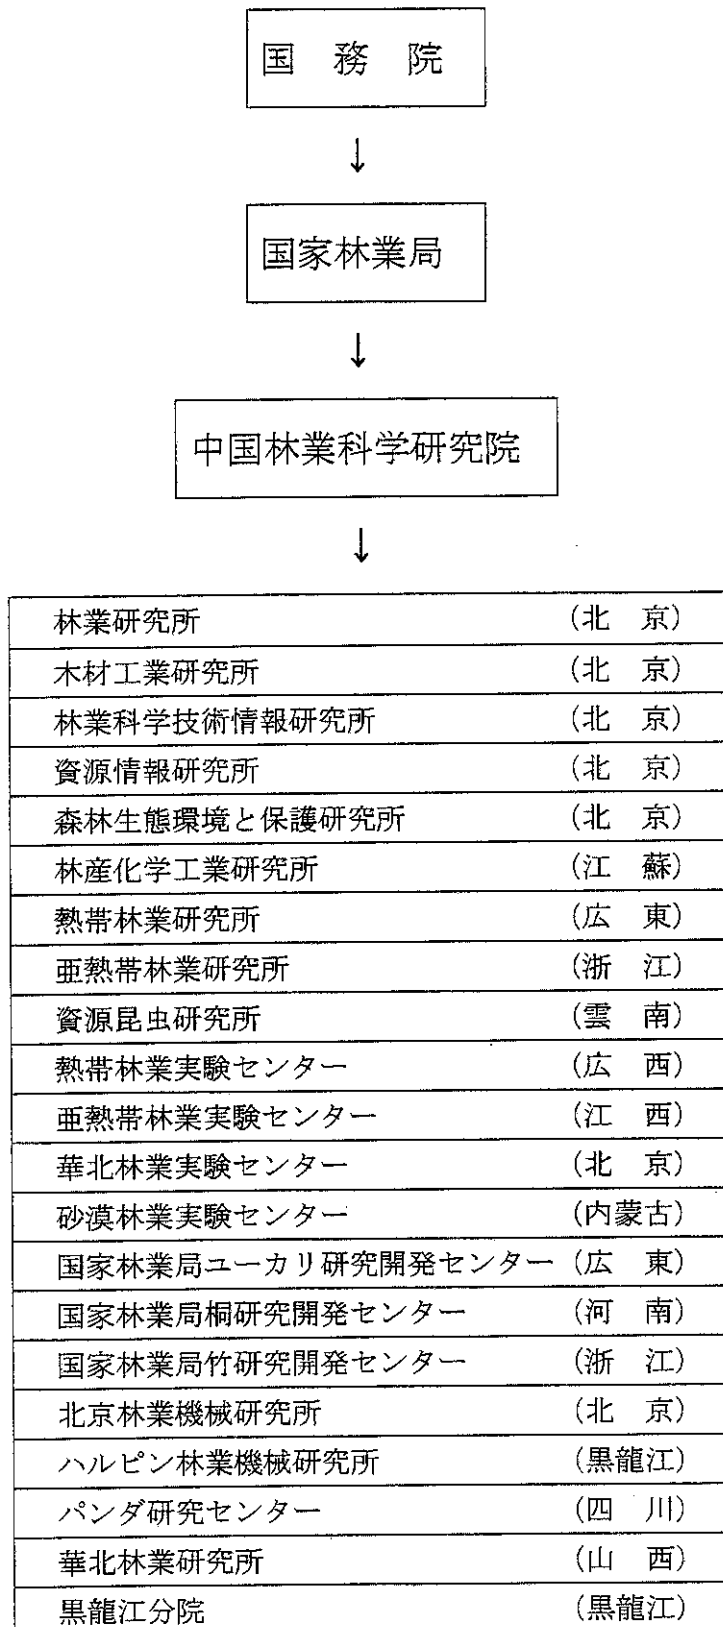 国　務　院
↓
国家林業局
↓
中国林業科学研究院
↓
林業研究所 （北　京）
木材工業研究所 （北　京）
林業科学技術情報研究所 （北　京）
資源情報研究所 （北　京）
森林生態環境と保護研究所 （北　京）
林産化学工業研究所 （江　蘇）
熱帯林業研究所 （広　東）
亜熱帯林業研究所 （浙　江）
資源昆虫研究所 （雲　南）
熱帯林業実験センター （広　西）
亜熱帯林業実験センター （江　西）
華北林業実験センター （北　京）
砂漠林業実験センター （内蒙古）
国家林業局ユーカリ研究開発センター （広　東）
国家林業局桐研究開発センター （河　南）
国家林業局竹研究開発センター （浙　江）
北京林業機械研究所 （北　京）
ハルピン林業機械研究所 （黒龍江）
パンダ研究センター （四　川）
華北林業研究所 （山　西）
黒龍江分院 （黒龍江）